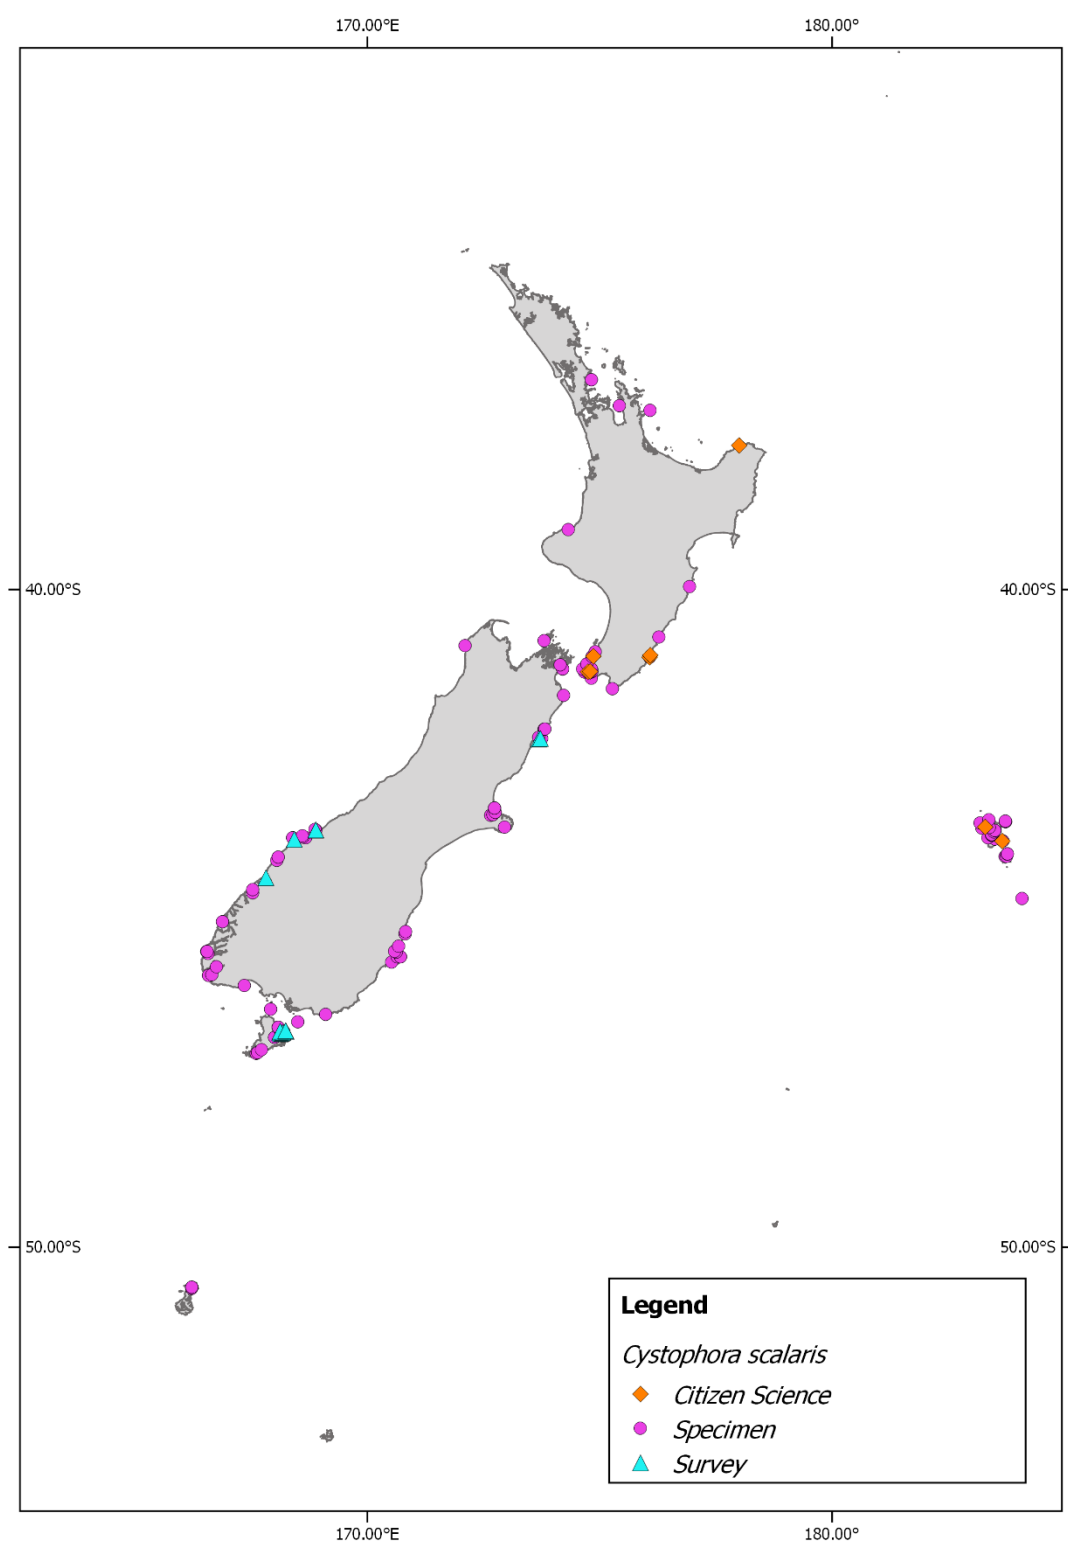 170.00°E 180.00°
40.00°S 40.00°S
50.00°S 50.00°S
Legend
Cystophora scalaris
Citizen Science
Specimen
Survey
170.00°E 180.00°